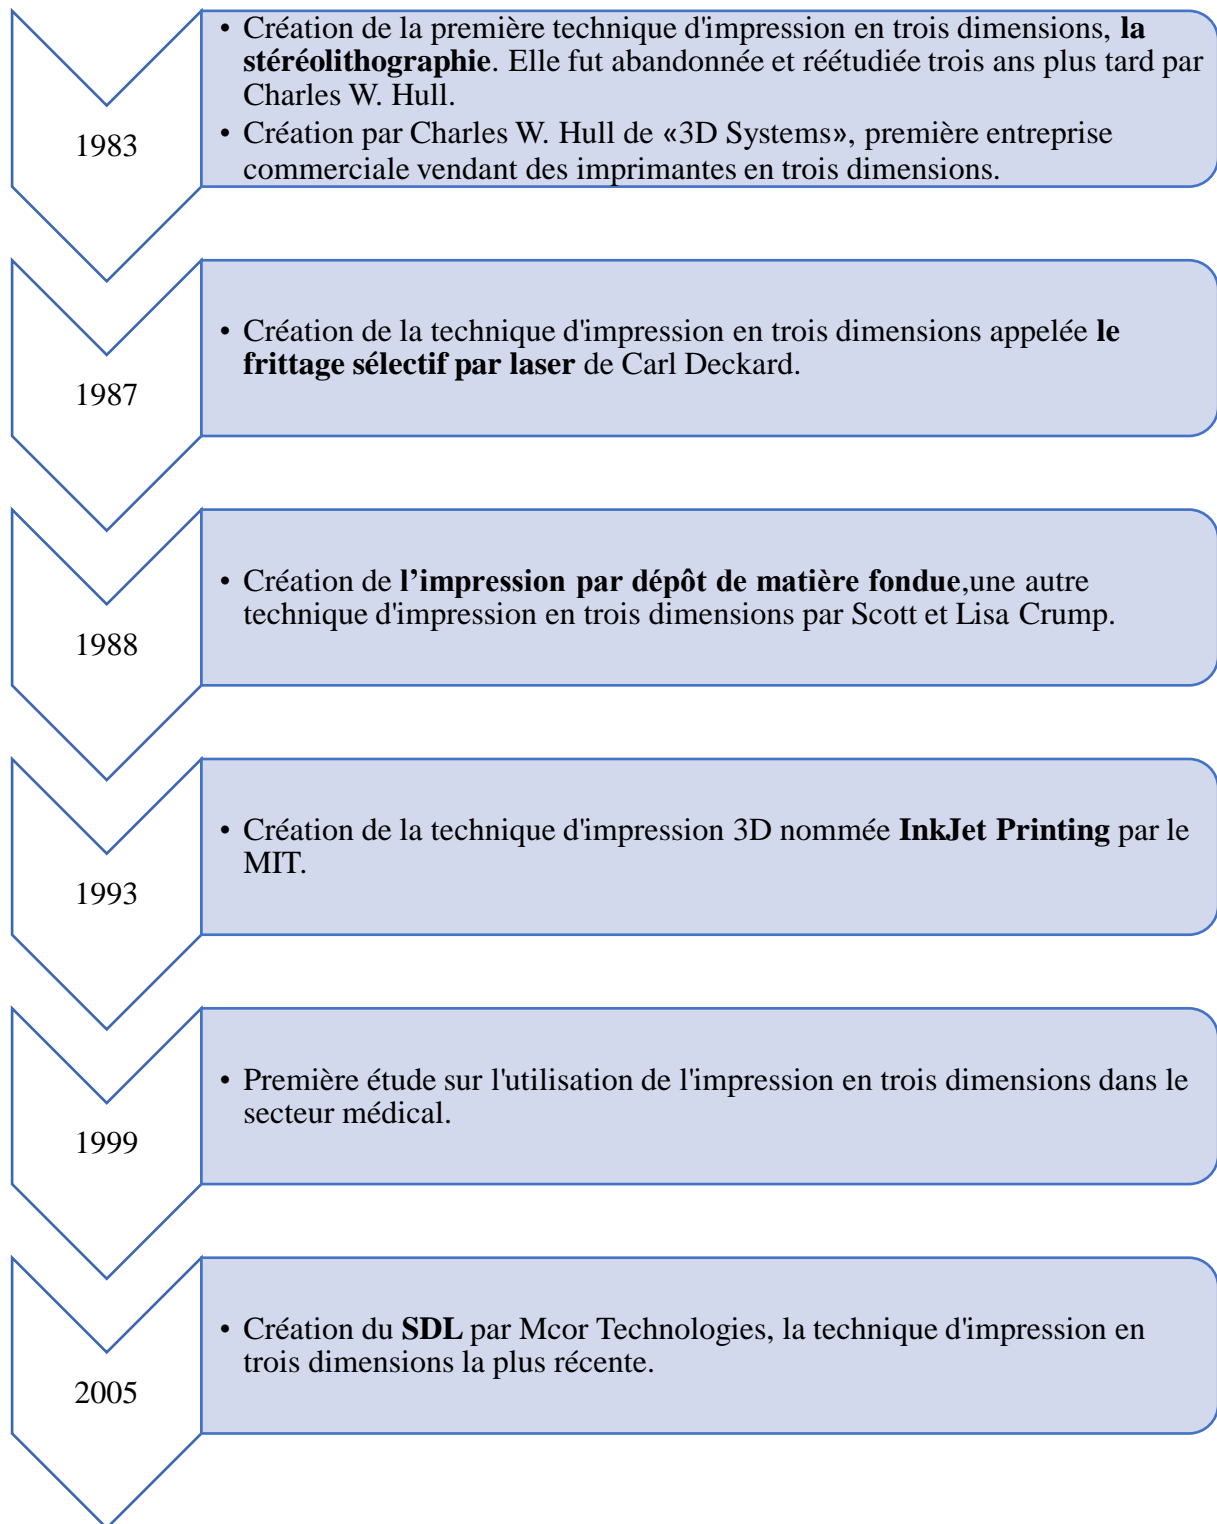 • Création de la première technique d'impression en trois dimensions, la
stéréolithographie. Elle fut abandonnée et réétudiée trois ans plus tard par
Charles W. Hull.
1983
• Création par Charles W. Hull de «3D Systems», première entreprise
commerciale vendant des imprimantes en trois dimensions.
• Création de la technique d'impression en trois dimensions appelée le
frittage sélectif par laser de Carl Deckard.
1987
• Création de l’impression par dépôt de matière fondue,une autre
technique d'impression en trois dimensions par Scott et Lisa Crump.
1988
• Création de la technique d'impression 3D nommée InkJet Printing par le
MIT.
1993
• Première étude sur l'utilisation de l'impression en trois dimensions dans le
secteur médical.
1999
• Création du SDL par Mcor Technologies, la technique d'impression en
trois dimensions la plus récente.
2005